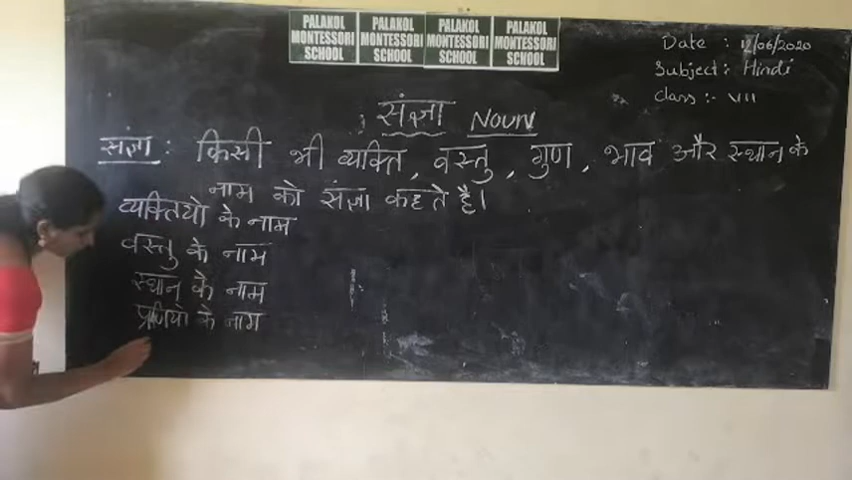 PALAKOL MONTESSORI SCHOOL PALAKOL MONTESSORI SCHOOL PALAKOL MONTESSORI SCHOOL PALAKOL MONTESSORI SCHOOL
Date : 12/06/2020
Subject: Hindi
Class :- VII
संज्ञा NOUN
संज्ञा : किसी भी व्यक्ति, वस्तु, गुण, भाव और स्थान के
नाम को संज्ञा कहते है।
व्यक्तियो के नाम
वस्तु के नाम
स्थान के नाम
प्राणियो के नाम